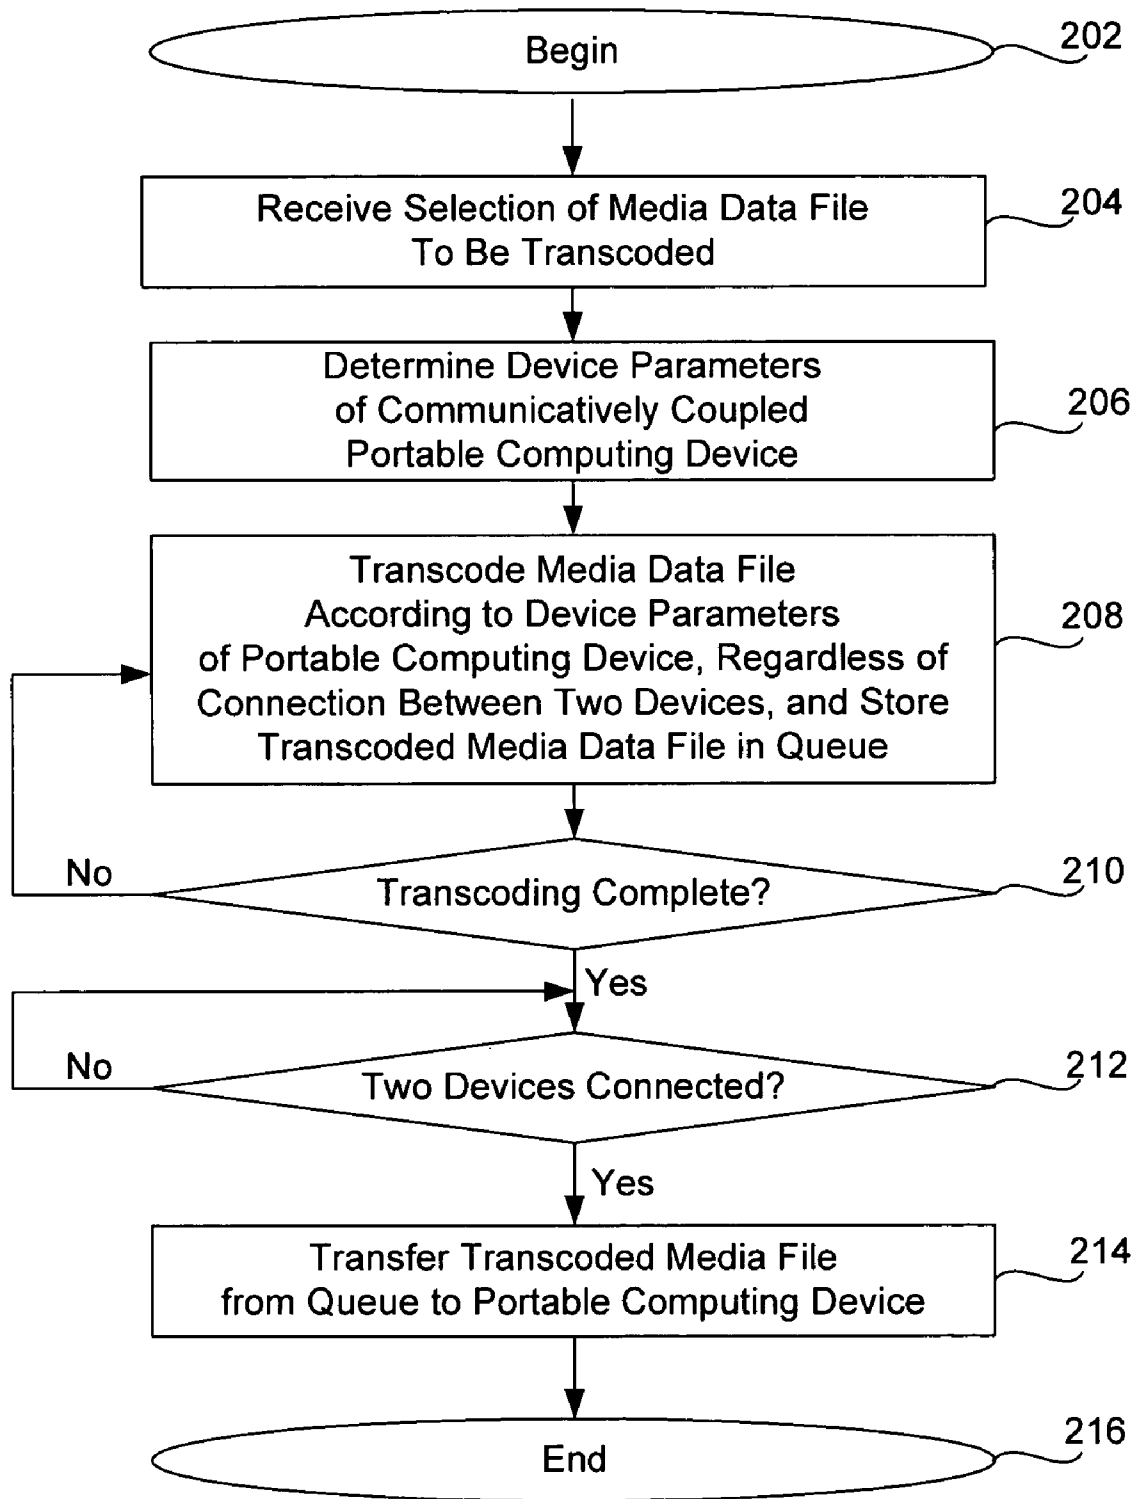 Begin
202
Receive Selection of Media Data File
To Be Transcoded
204
Determine Device Parameters
of Communicatively Coupled
Portable Computing Device
206
Transcode Media Data File
According to Device Parameters
of Portable Computing Device, Regardless of
Connection Between Two Devices, and Store
Transcoded Media Data File in Queue
208
No
Transcoding Complete?
210
Yes
No
Two Devices Connected?
212
Yes
Transfer Transcoded Media File
from Queue to Portable Computing Device
214
End
216